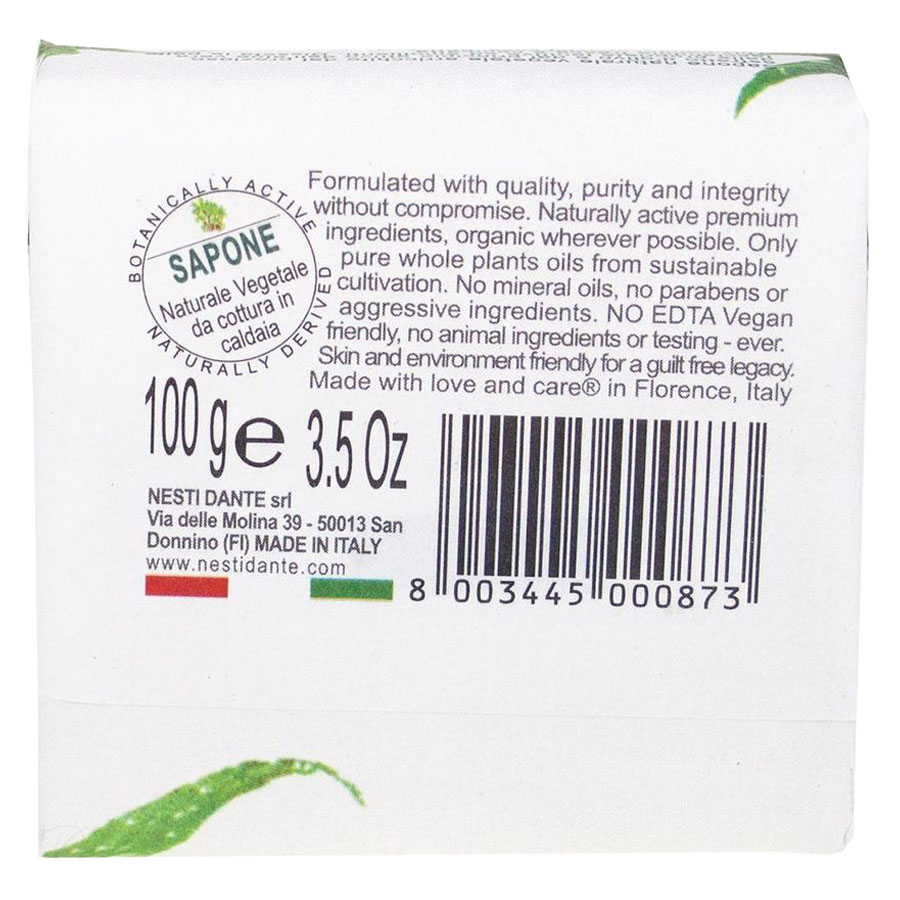 BOTANICALLY ACTIVE
SAPONE
Naturale Vegetale
da cottura in
caldaia
NATURALLY DERIVED
Formulated with quality, purity and integrity
without compromise. Naturally active premium
ingredients, organic wherever possible. Only
pure whole plants oils from sustainable
cultivation. No mineral oils, no parabens or
aggressive ingredients. NO EDTA Vegan
friendly, no animal ingredients or testing - ever.
Skin and environment friendly for a guilt free legacy.
Made with love and care® in Florence, Italy
100 g e 3.5 Oz
NESTI DANTE srl
Via delle Molina 39 - 50013 San
Donnino (FI) MADE IN ITALY
www.nestidante.com
8 003445 000873